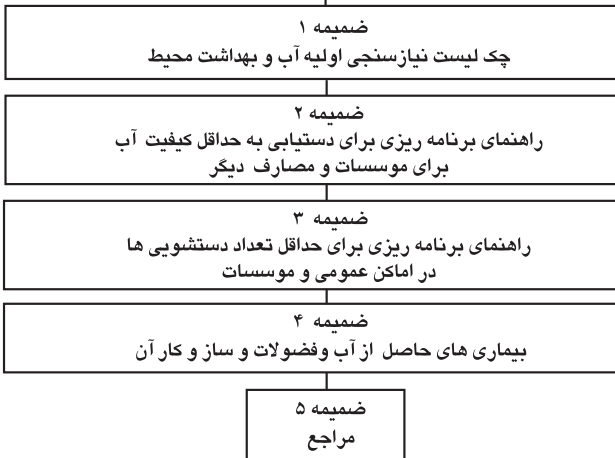 ضمیمه ۱
چک لیست نیازسنجی اولیه آب و بهداشت محیط
ضمیمه ۲
راهنمای برنامه ریزی برای دستیابی به حداقل کیفیت آب
برای موسسات و مصارف دیگر
ضمیمه ۳
راهنمای برنامه ریزی برای حداقل تعداد دستشویی ها
در اماکن عمومی و موسسات
ضمیمه ۴
بیماری های حاصل از آب وفضولات و ساز و کار آن
ضمیمه ۵
مراجع